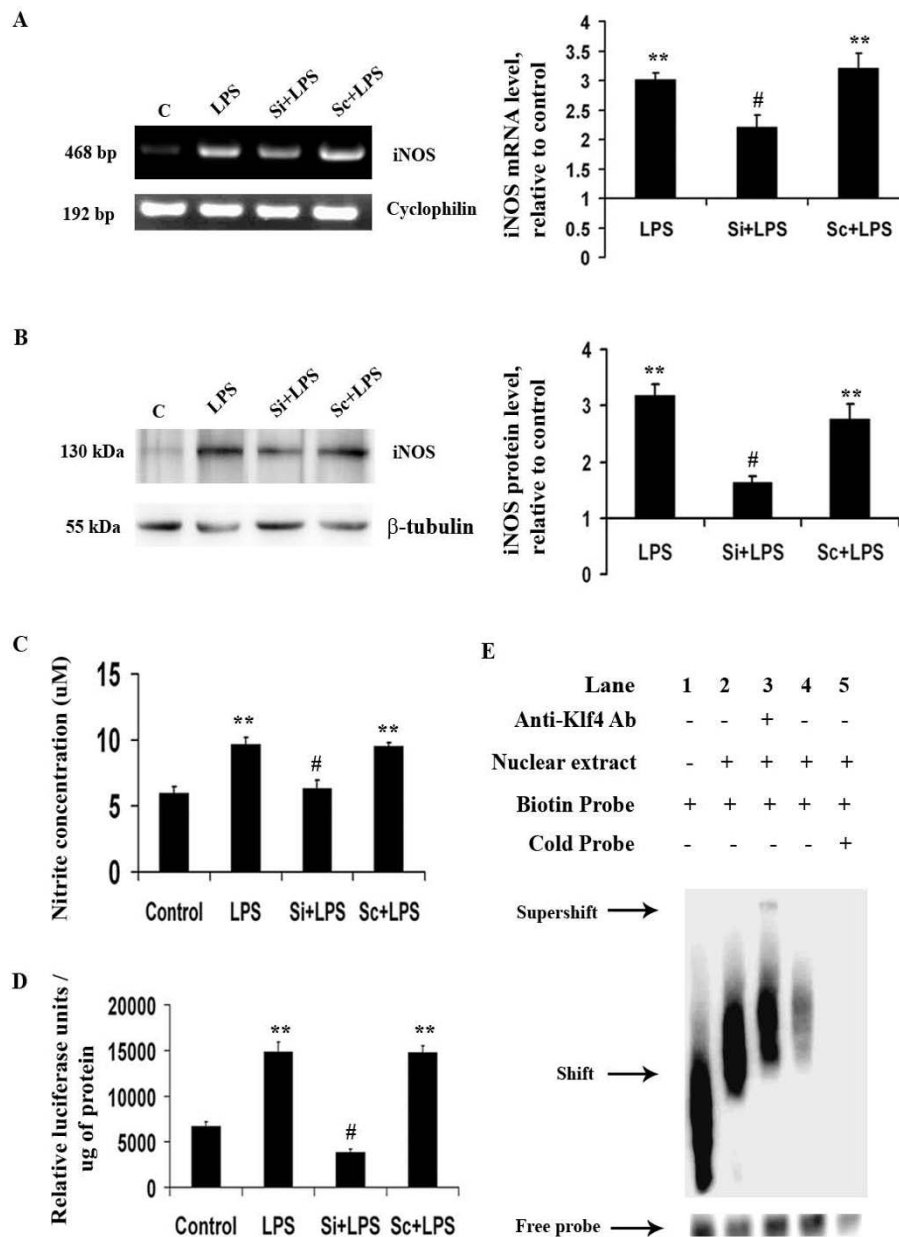 A
C LPS Si+LPS Sc+LPS
468 bp iNOS
192 bp Cyclophilin
iNOS mRNA level,
relative to control
4
3.5
3
2.5
2
1.5
1
0.5
0
** # **
LPS Si+LPS Sc+LPS
B
C LPS Si+LPS Sc+LPS
130 kDa iNOS
55 kDa β-tubulin
iNOS protein level,
relative to control
4
3
2
1
0
** # **
LPS Si+LPS Sc+LPS
C
Nitrite concentration (uM)
15
10
5
0
** # **
Control LPS Si+LPS Sc+LPS
D
Relative luciferase units /
ug of protein
20000
15000
10000
5000
0
** # **
Control LPS Si+LPS Sc+LPS
E
Lane 1 2 3 4 5
Anti-Klf4 Ab - - + - -
Nuclear extract - + + + +
Biotin Probe + + + + +
Cold Probe - - - - +
Supershift
Shift
Free probe